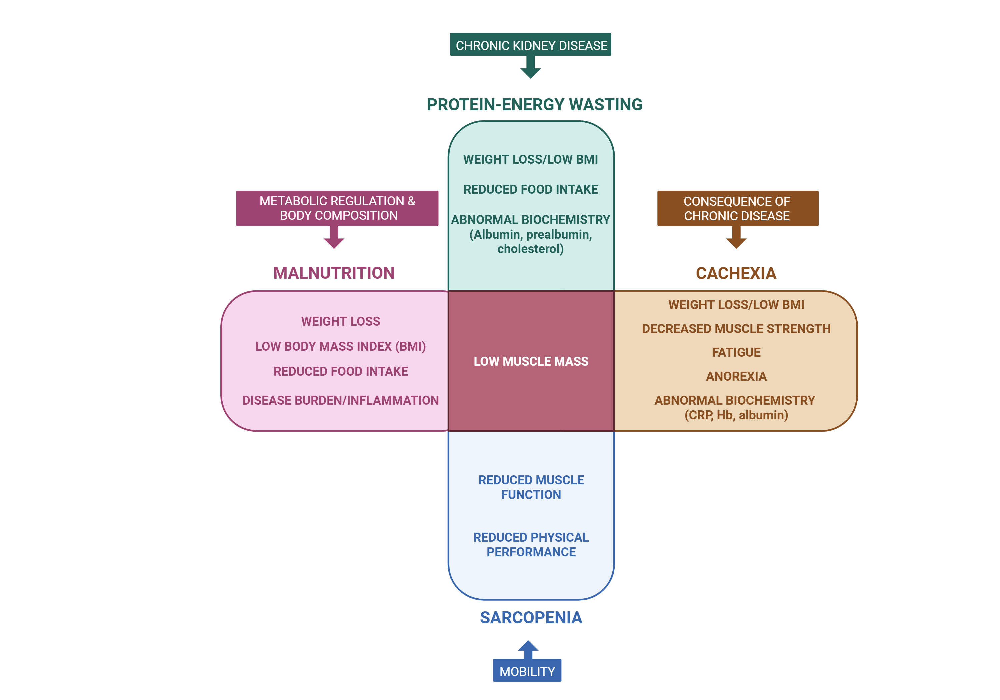 CHRONIC KIDNEY DISEASE
PROTEIN-ENERGY WASTING
WEIGHT LOSS/LOW BMI
REDUCED FOOD INTAKE
ABNORMAL BIOCHEMISTRY
(Albumin, prealbumin,
cholesterol)
METABOLIC REGULATION &
BODY COMPOSITION
MALNUTRITION
WEIGHT LOSS
LOW BODY MASS INDEX (BMI)
REDUCED FOOD INTAKE
DISEASE BURDEN/INFLAMMATION
LOW MUSCLE MASS
CONSEQUENCE OF
CHRONIC DISEASE
CACHEXIA
WEIGHT LOSS/LOW BMI
DECREASED MUSCLE STRENGTH
FATIGUE
ANOREXIA
ABNORMAL BIOCHEMISTRY
(CRP, Hb, albumin)
REDUCED MUSCLE
FUNCTION
REDUCED PHYSICAL
PERFORMANCE
SARCOPENIA
MOBILITY